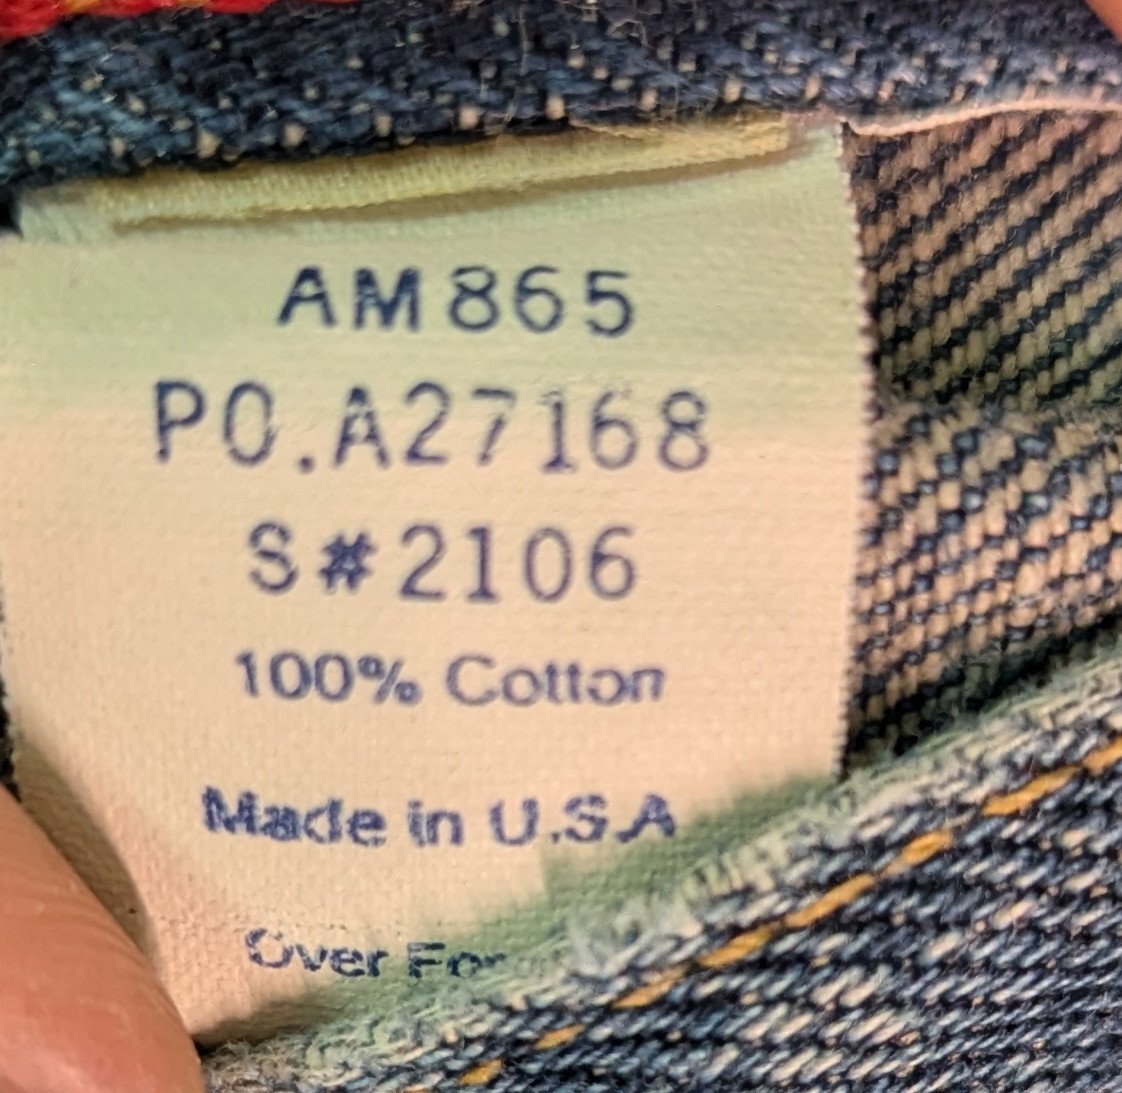 AM865
PO.A27168
S#2106
100% Cotton
Made in U.S.A
Over For